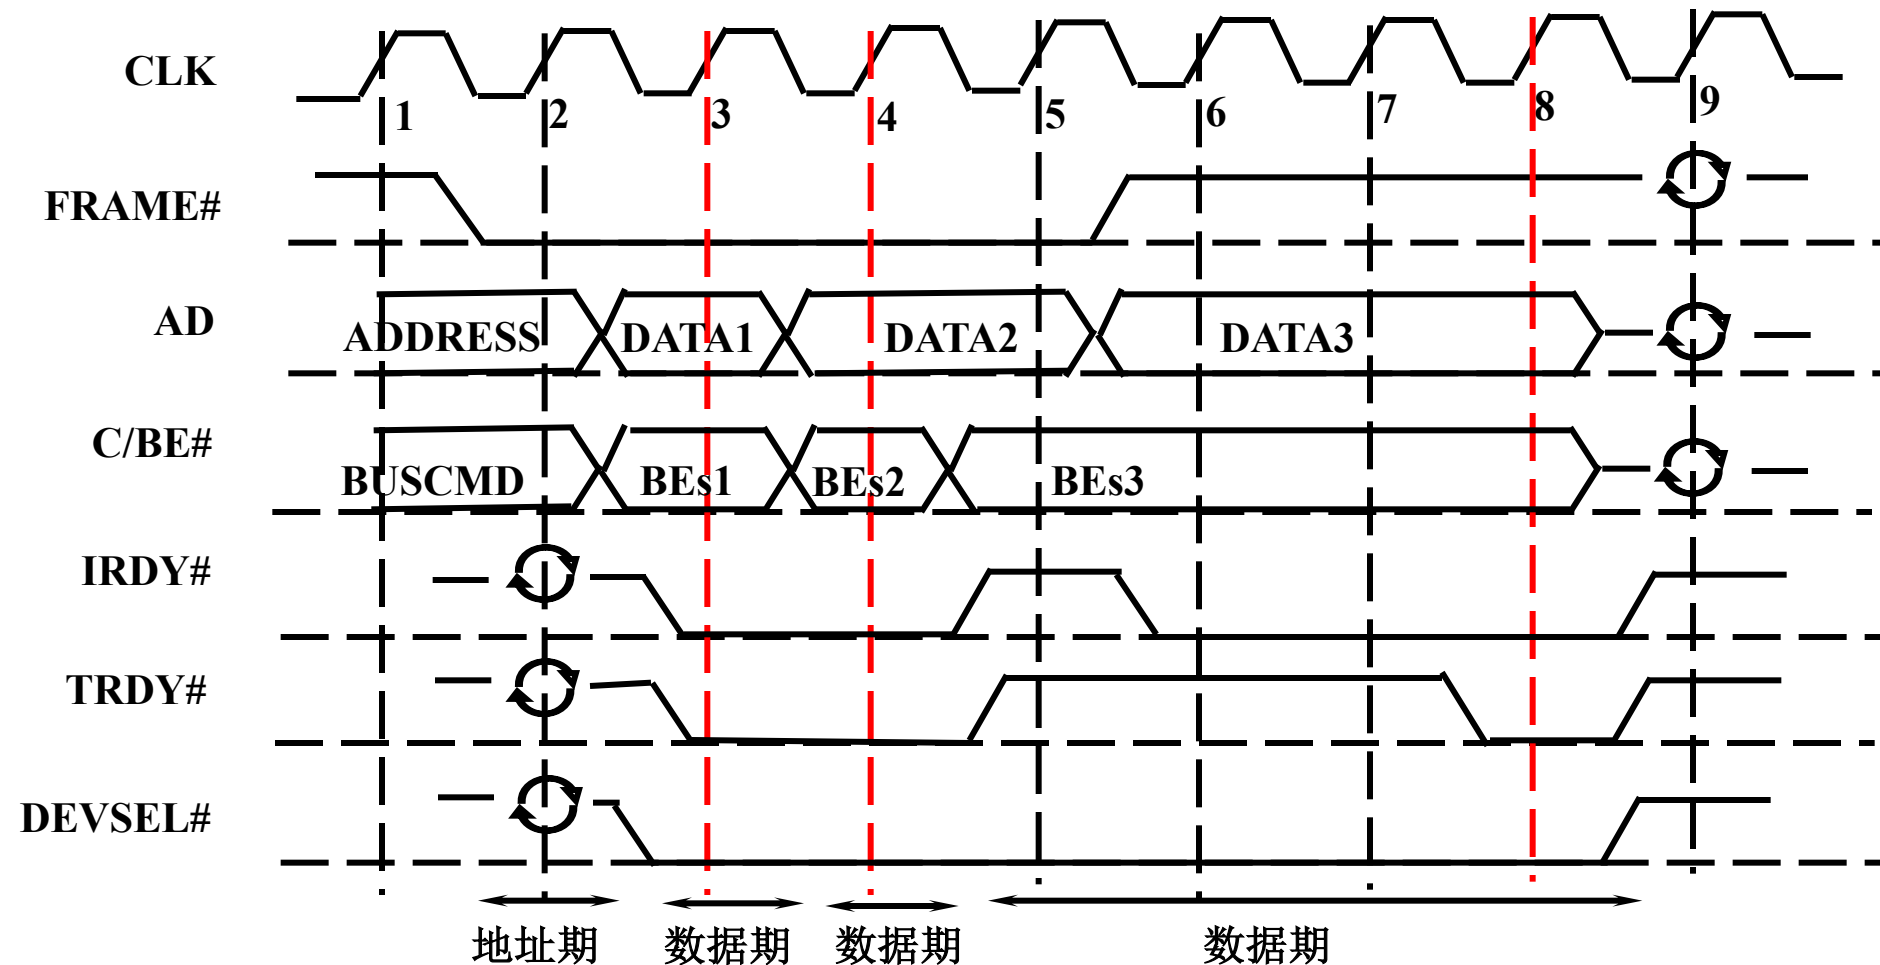 CLK
1 2 3 4 5 6 7 8 9
FRAME#
AD
ADDRESS DATA1 DATA2 DATA3
C/BE#
BUSCMD BEs1 BEs2 BEs3
IRDY#
TRDY#
DEVSEL#
地址期 数据期 数据期 数据期